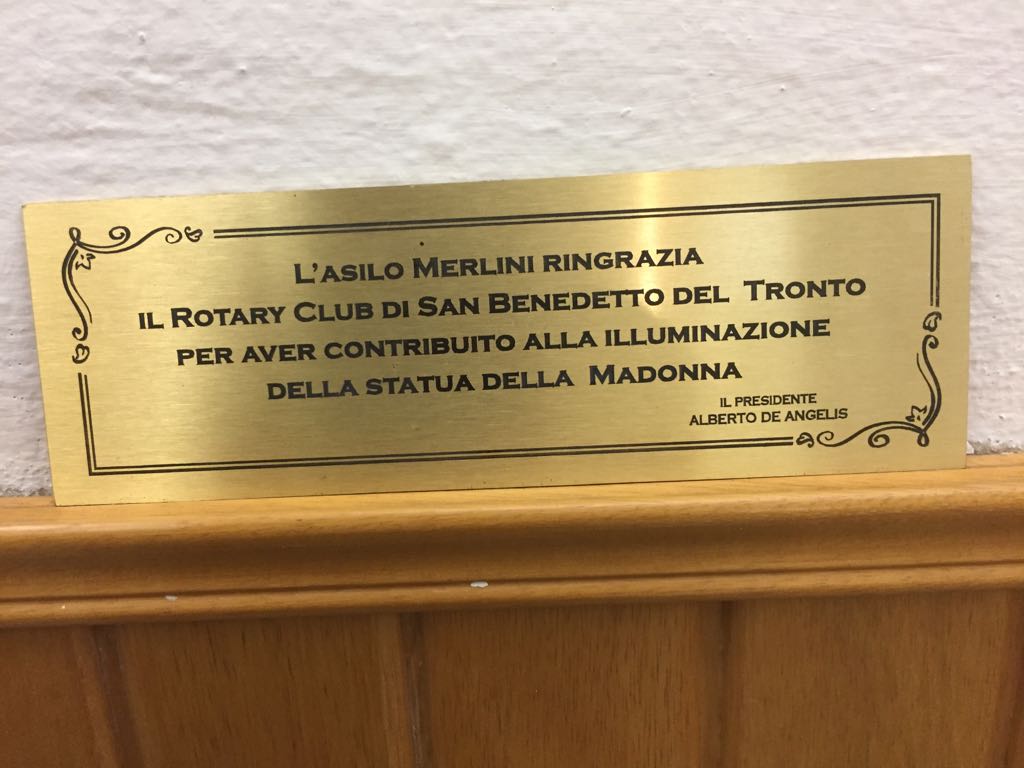 L'ASILO MERLINI RINGRAZIA
IL ROTARY CLUB DI SAN BENEDETTO DEL TRONTO
PER AVER CONTRIBUITO ALLA ILLUMINAZIONE
DELLA STATUA DELLA MADONNA
IL PRESIDENTE
ALBERTO DE ANGELIS